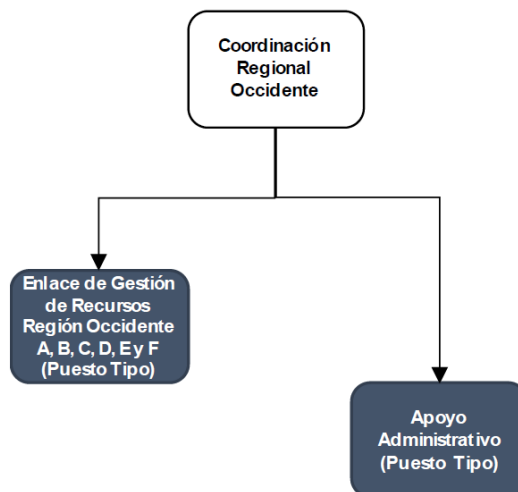 Coordinación
Regional
Occidente
Enlace de Gestión
de Recursos
Región Occidente
A, B, C, D, E y F
(Puesto Tipo)
Apoyo
Administrativo
(Puesto Tipo)